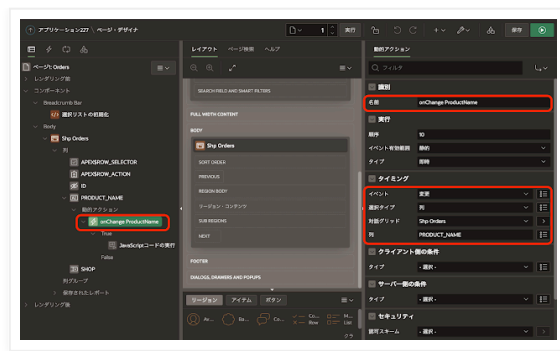 アプリケーション227 \ ページ・デザイナ
1
実行
保存
ページ1: Orders
レンダリング前
コンポーネント
Breadcrumb Bar
選択リストの初期化
Body
Shp Orders
列
APEX$ROW_SELECTOR
APEX$ROW_ACTION
ID
PRODUCT_NAME
動的アクション
onChange ProductName
True
JavaScriptコードの実行
False
SHOP
列グループ
保存されたレポート
レンダリング後
レイアウト ページ検索 ヘルプ
SEARCH FIELD AND SMART FILTERS
FULL WIDTH CONTENT
BODY
Shp Orders
SORT ORDER
PREVIOUS
REGION BODY
リージョン・コンテンツ
SUB REGIONS
NEXT
FOOTER
DIALOGS, DRAWERS AND POPUPS
リージョン アイテム ボタン
Av... Ba... Co... Co... M...
Row List
クラ
動的アクション
フィルタ
識別
名前 onChange ProductName
実行
順序 10
イベント有効範囲 静的
タイプ 即時
タイミング
イベント 変更
選択タイプ 列
対話グリッド Shp Orders
列 PRODUCT_NAME
クライアント側の条件
タイプ - 選択 -
サーバー側の条件
タイプ - 選択 -
セキュリティ
認可スキーム - 選択 -